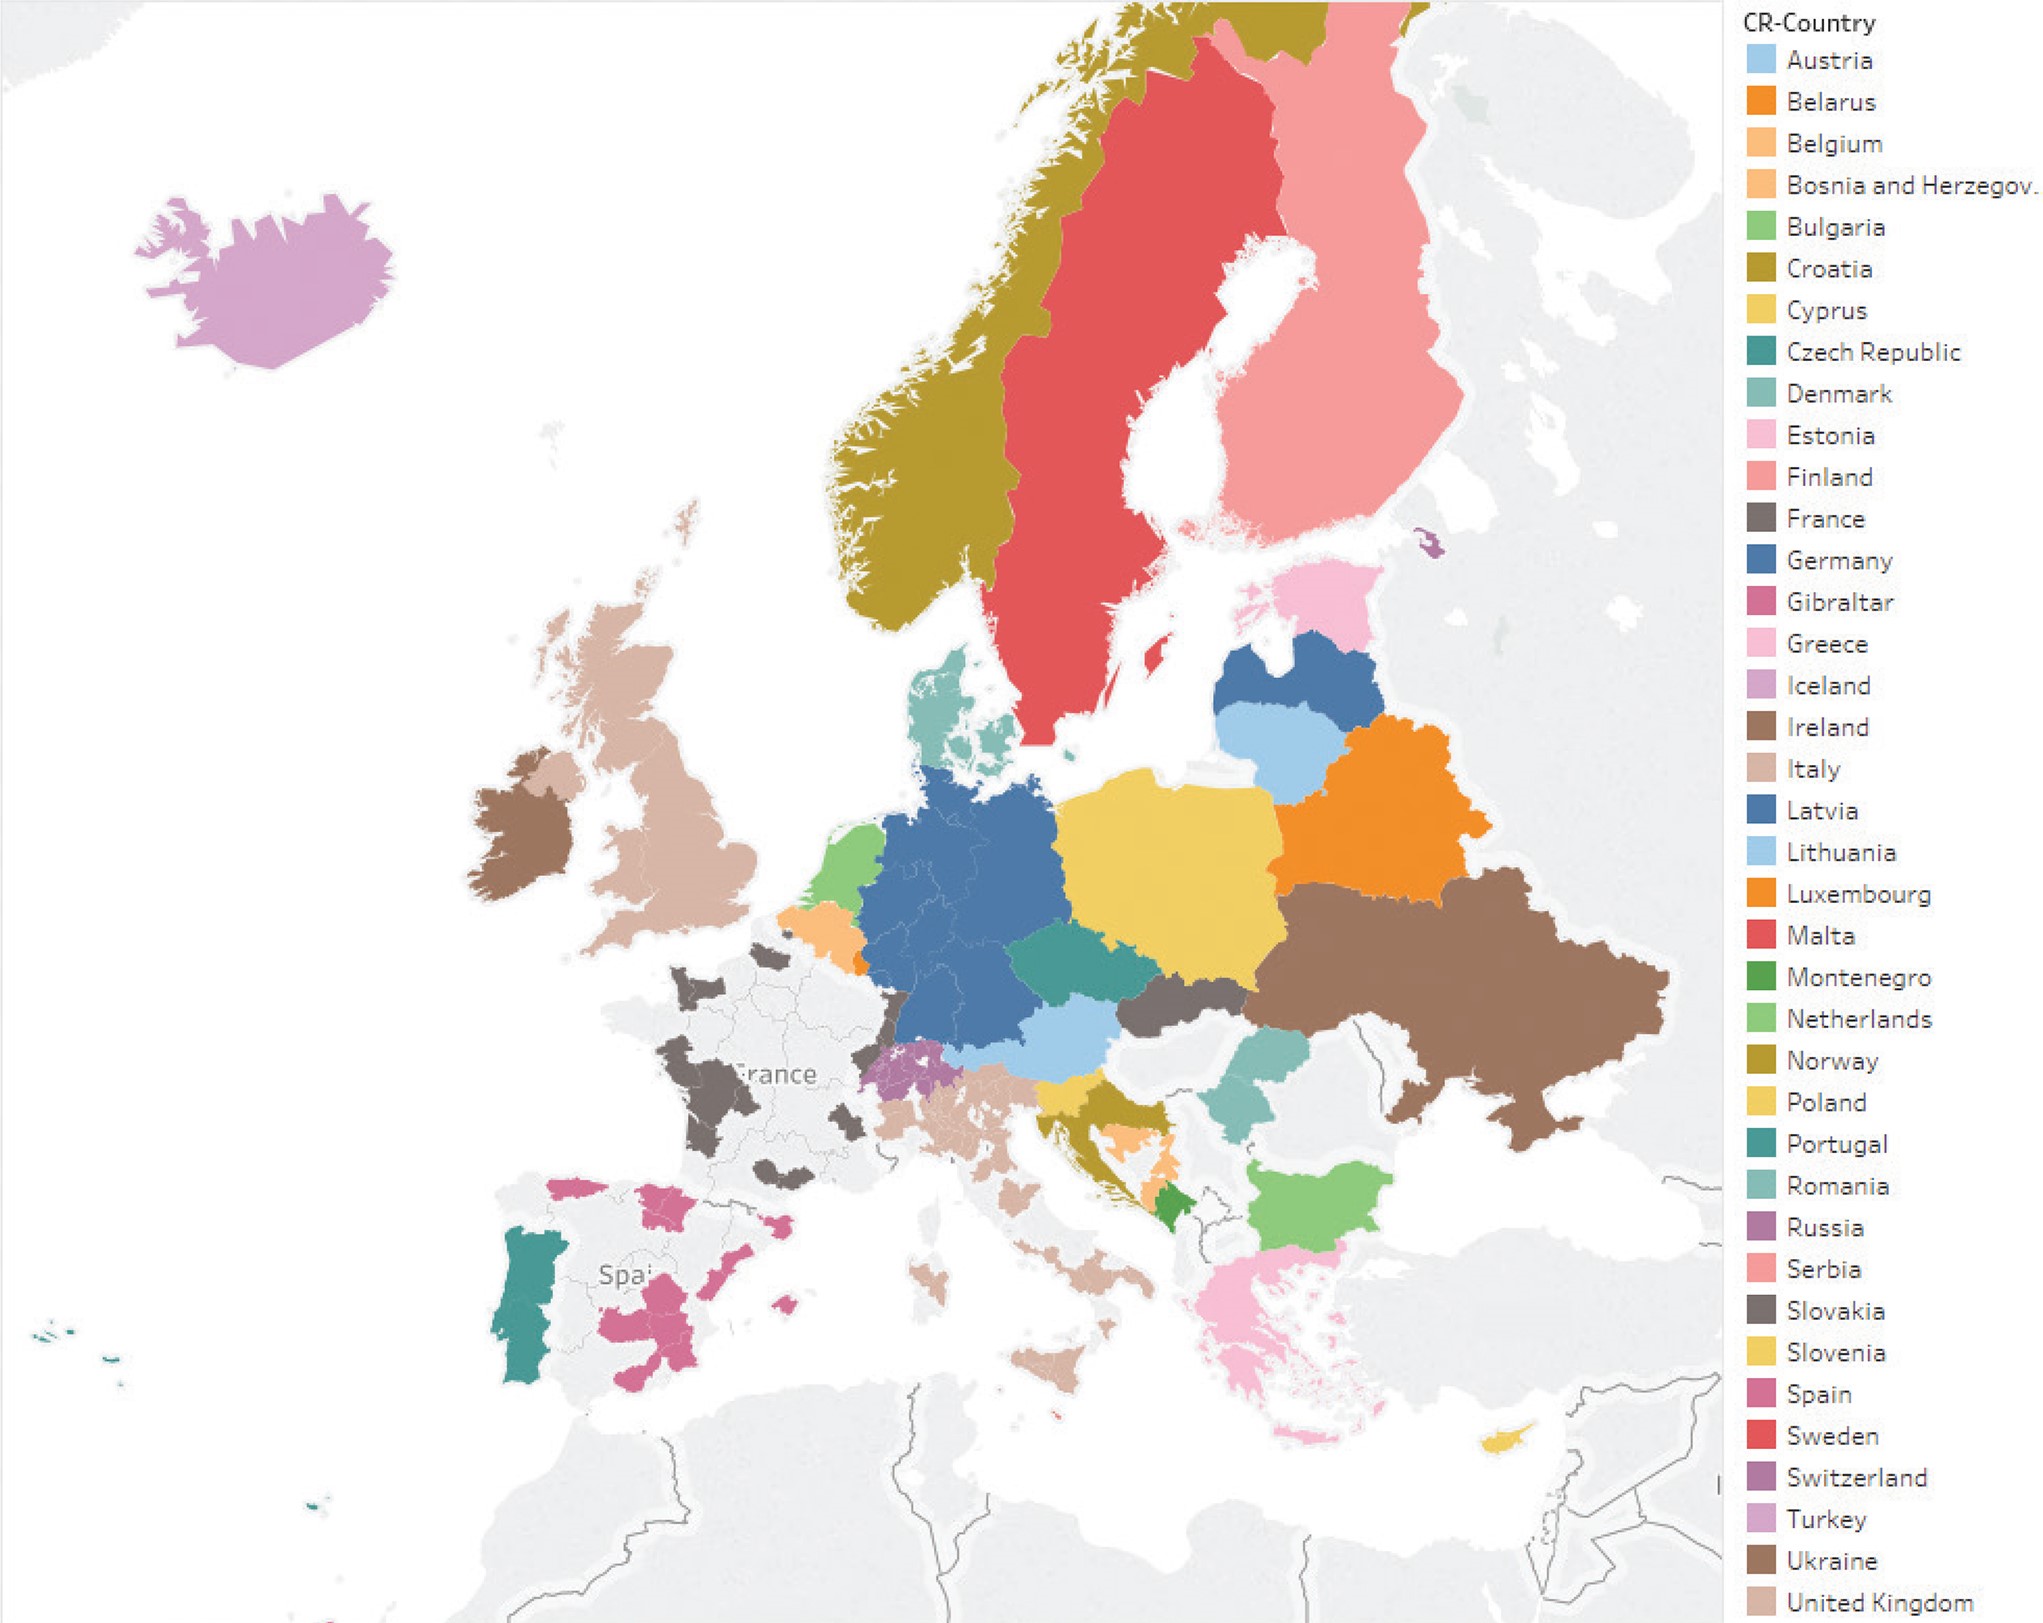 CR-Country
Austria
Belarus
Belgium
Bosnia and Herzegov.
Bulgaria
Croatia
Cyprus
Czech Republic
Denmark
Estonia
Finland
France
Germany
Gibraltar
Greece
Iceland
Ireland
Italy
Latvia
Lithuania
Luxembourg
Malta
Montenegro
Netherlands
Norway
Poland
Portugal
Romania
Russia
Serbia
Slovakia
Slovenia
Spain
Sweden
Switzerland
Turkey
Ukraine
United Kingdom
France
Spai